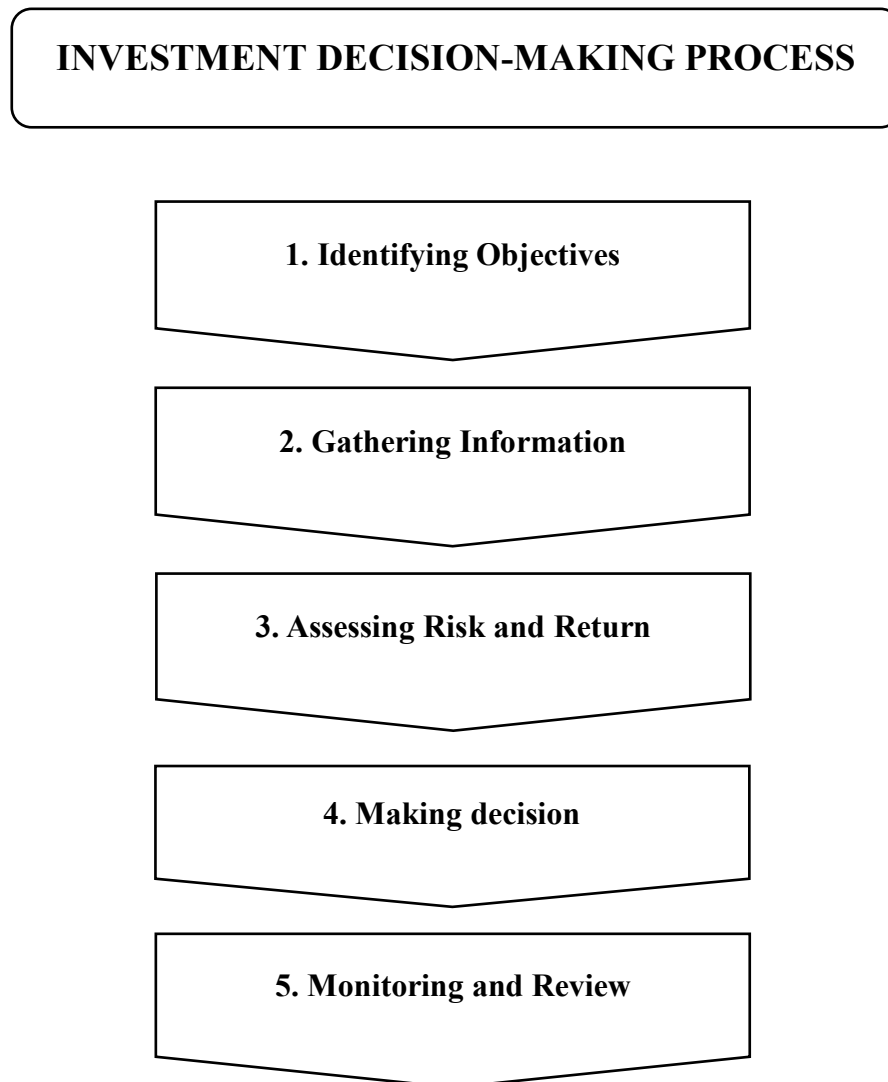 INVESTMENT DECISION-MAKING PROCESS
1. Identifying Objectives
2. Gathering Information
3. Assessing Risk and Return
4. Making decision
5. Monitoring and Review